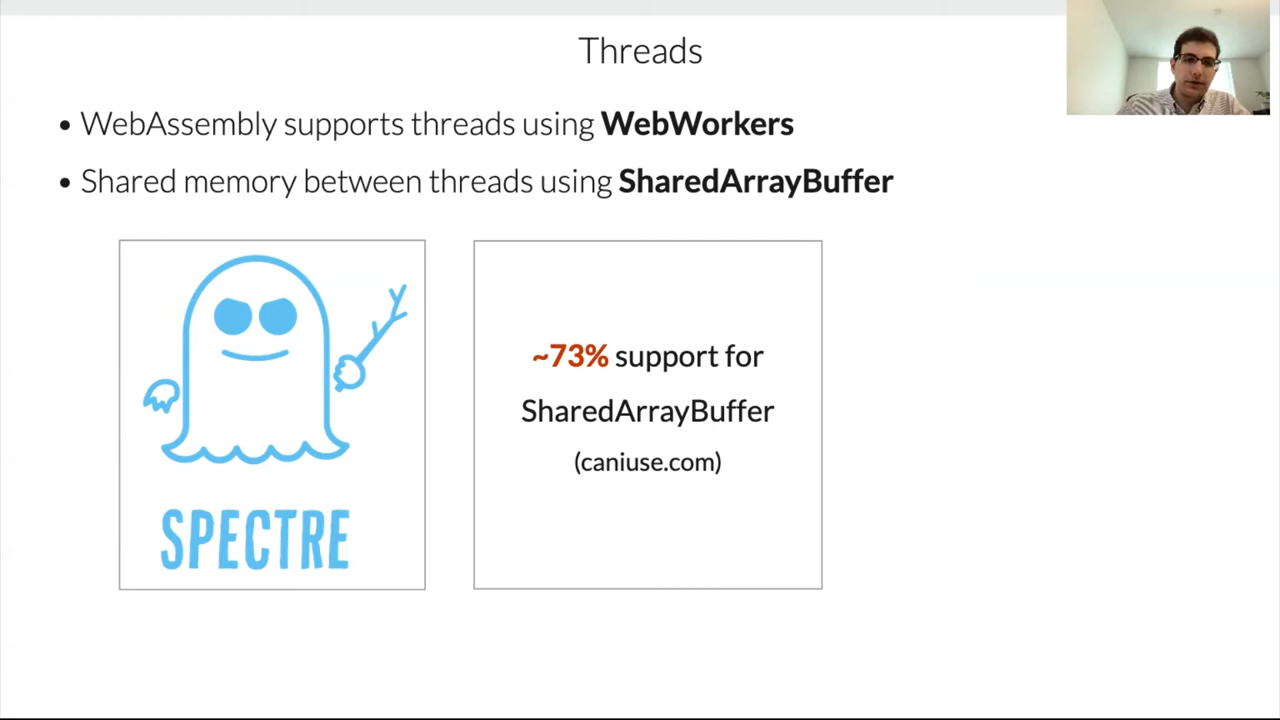 Threads
• WebAssembly supports threads using WebWorkers
• Shared memory between threads using SharedArrayBuffer
SPECTRE
~73% support for
SharedArrayBuffer
(caniuse.com)